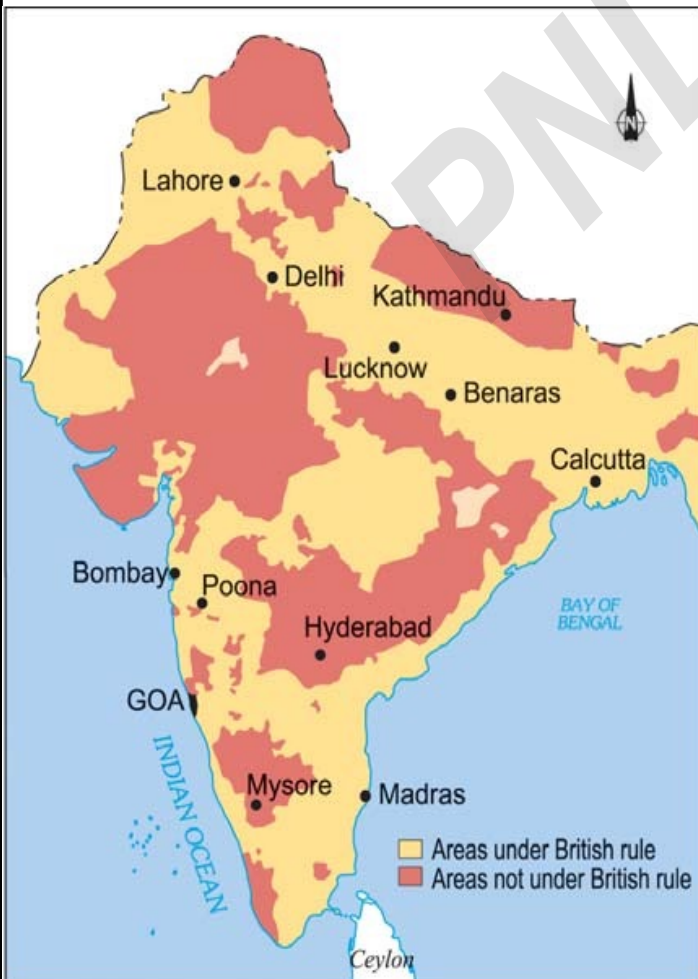 PNL
N
Lahore
Delhi
Kathmandu
Lucknow
Benaras
Calcutta
Bombay
Poona
BAY OF
BENGAL
Hyderabad
GOA
INDIAN OCEAN
Mysore
Madras
Areas under British rule
Areas not under British rule
Ceylon